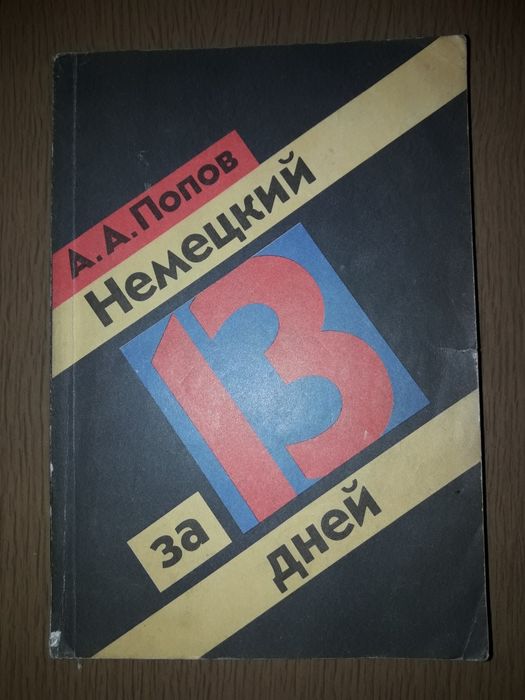 А. А. Попов
Немецкий
за
13
дней